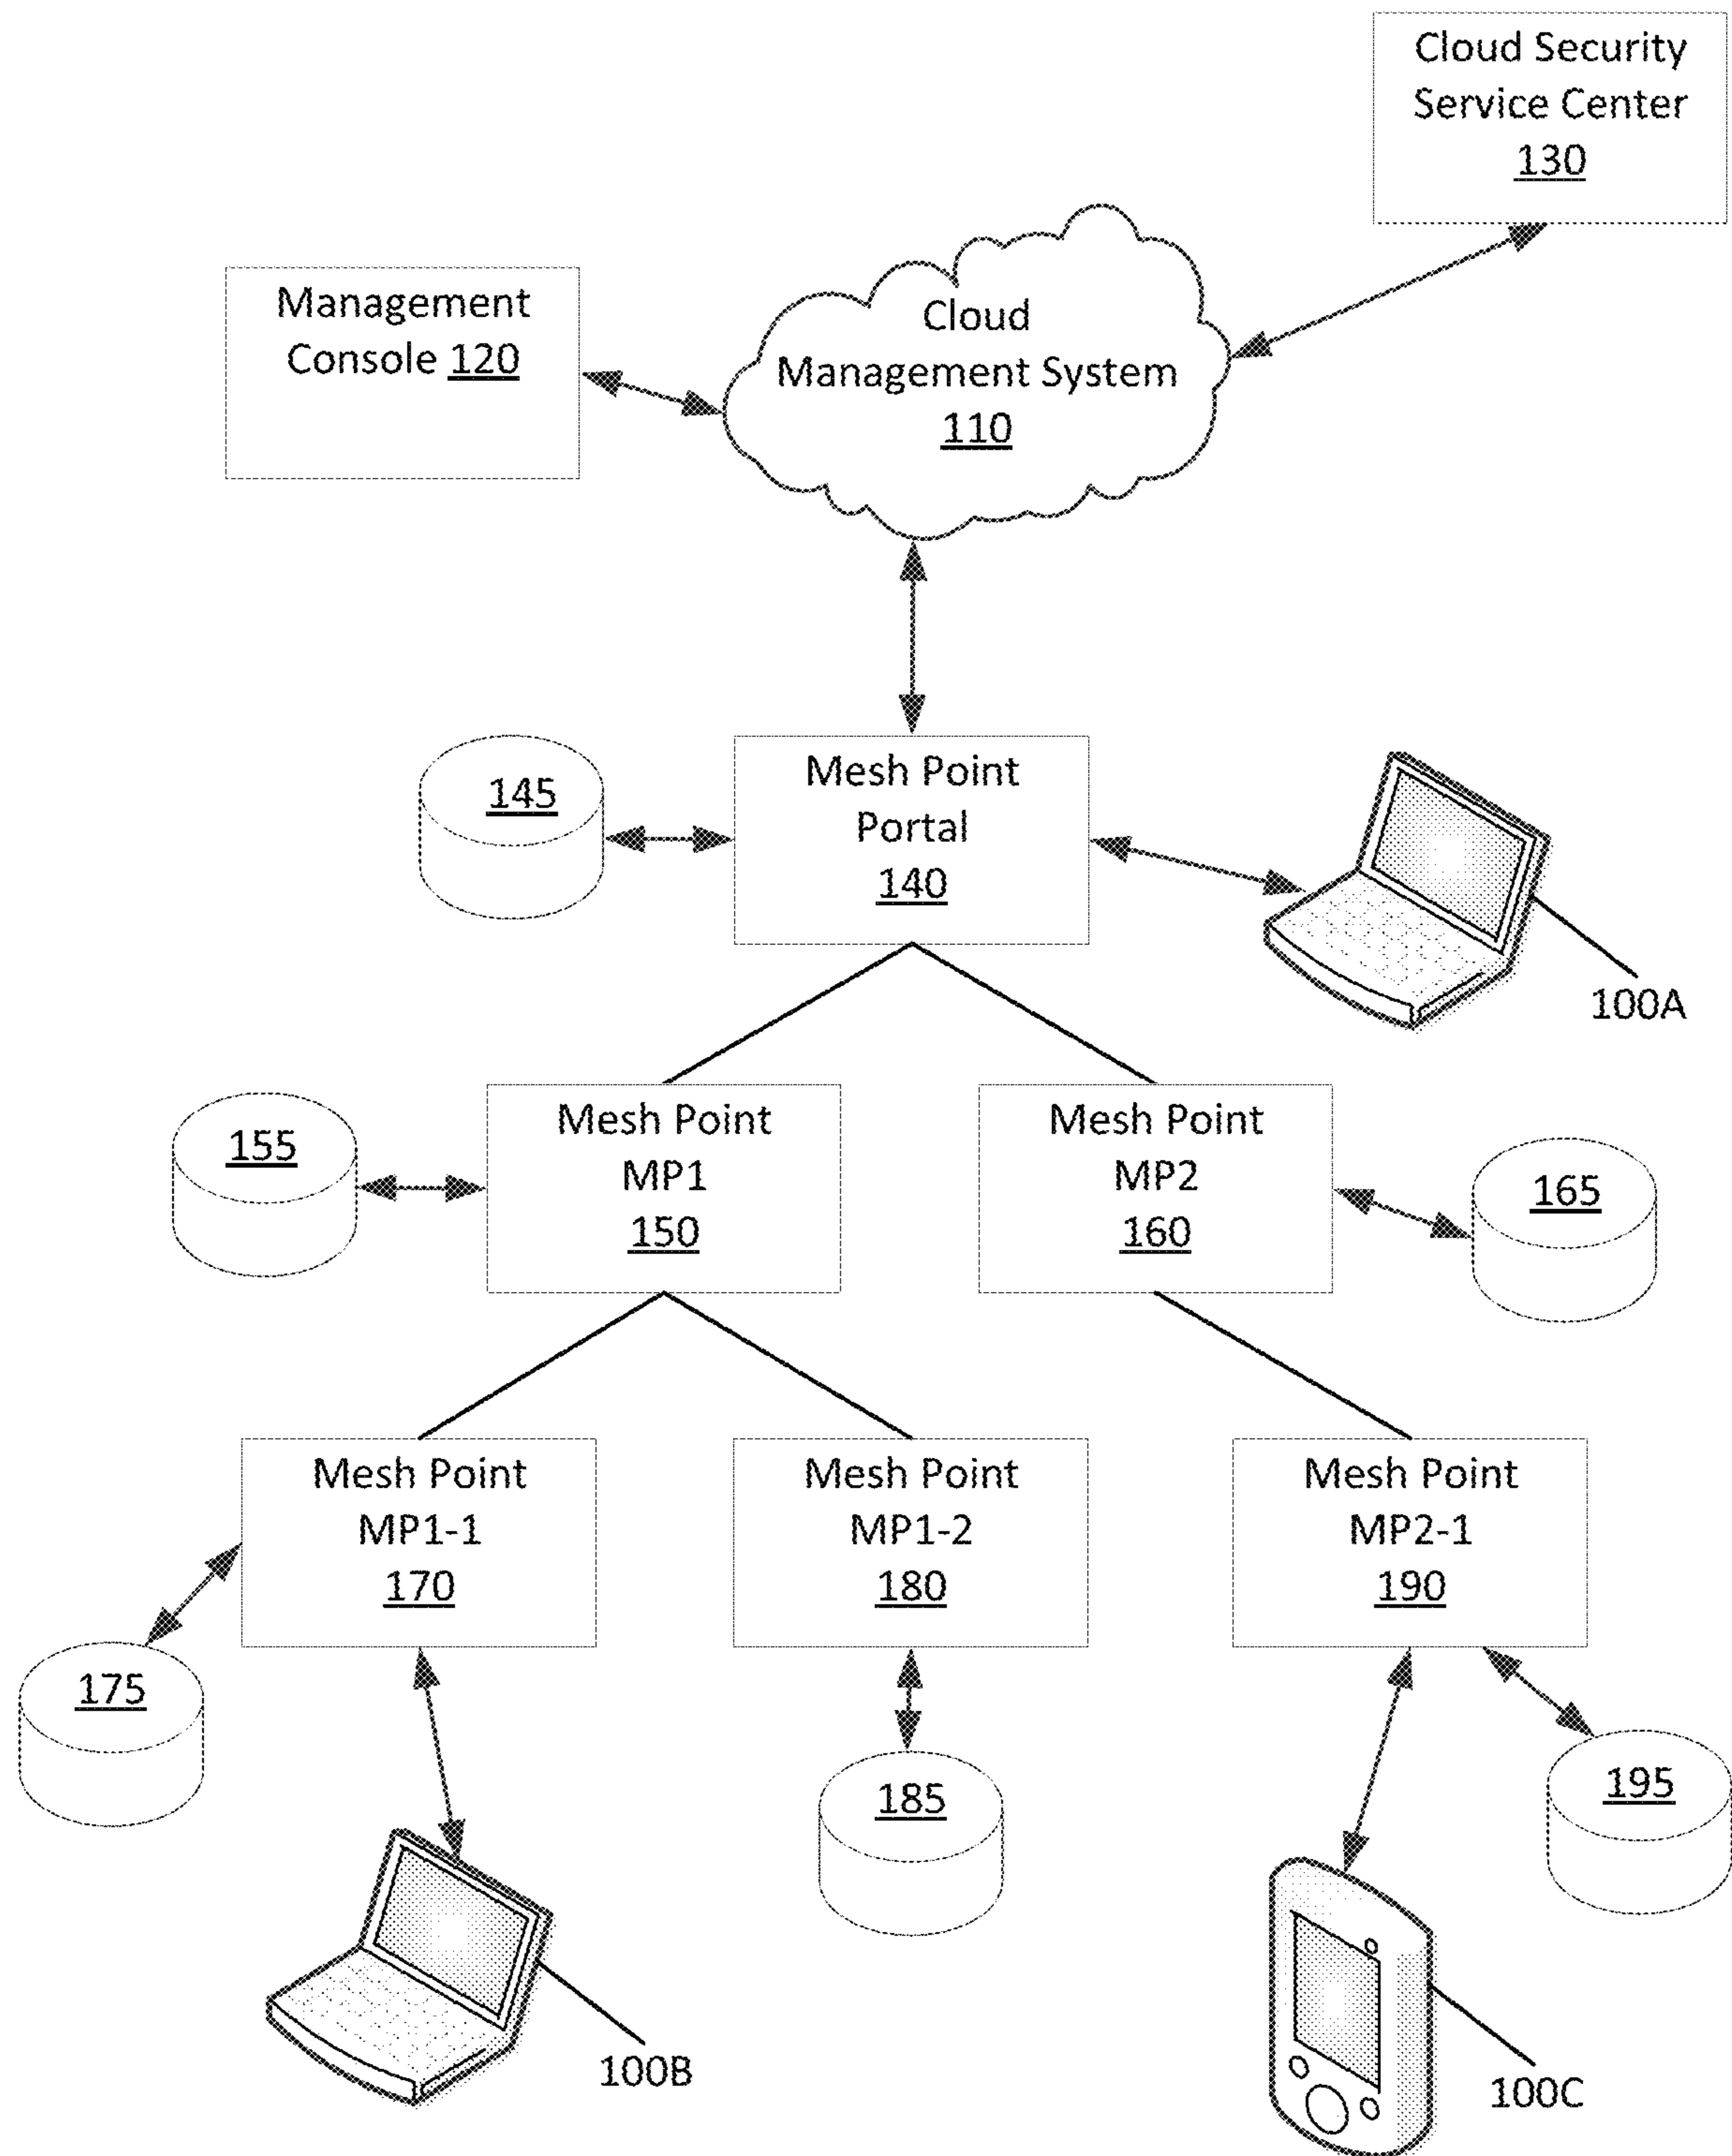 Cloud Security
Service Center
130
Management
Console 120
Cloud
Management System
110
145
Mesh Point
Portal
140
100A
155
Mesh Point
MP1
150
Mesh Point
MP2
160
165
Mesh Point
MP1-1
170
Mesh Point
MP1-2
180
Mesh Point
MP2-1
190
175
185
195
100B
100C